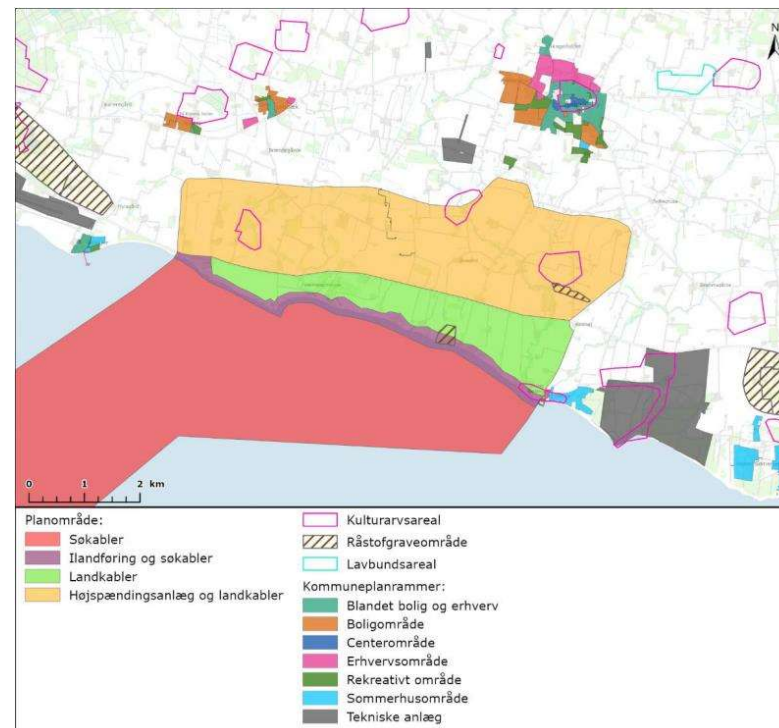 N
0 1 2 km
Planområde:
Søkabler
Ilandføring og søkabler
Landkabler
Højspændingsanlæg og landkabler
Kulturarvsareal
Råstofgraveområde
Lavbundsareal
Kommuneplanrammer:
Blandet bolig og erhverv
Boligområde
Centerområde
Erhvervsområde
Rekreativt område
Sommerhusområde
Tekniske anlæg